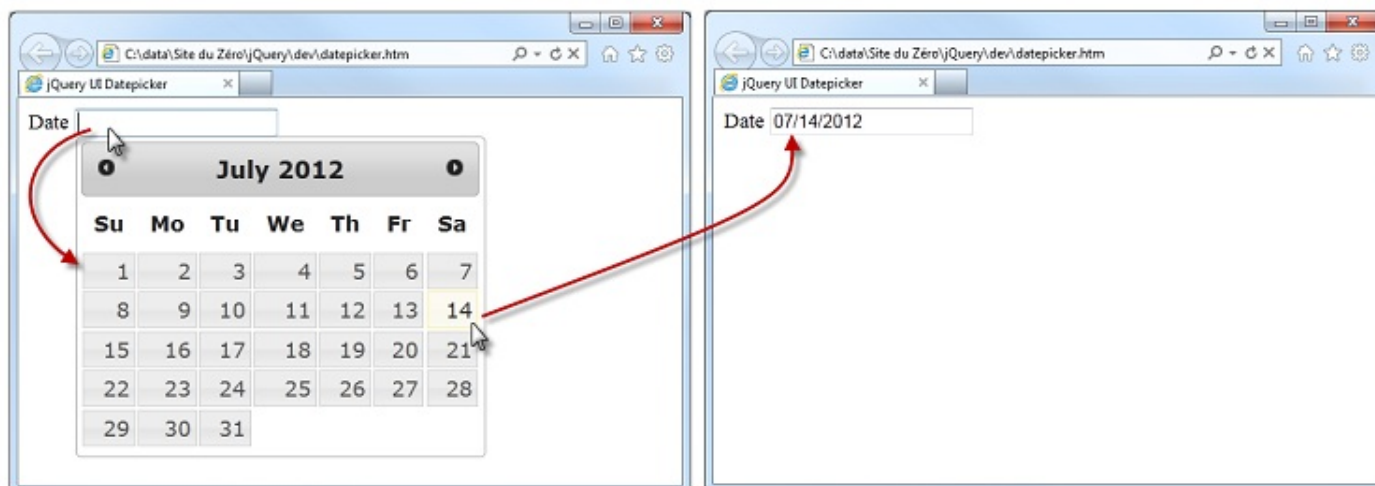 C:\data\Site du Zéro\jQuery\dev\datepicker.htm
jQuery UI Datepicker
Date
July 2012
Su Mo Tu We Th Fr Sa
1 2 3 4 5 6 7
8 9 10 11 12 13 14
15 16 17 18 19 20 21
22 23 24 25 26 27 28
29 30 31
C:\data\Site du Zéro\jQuery\dev\datepicker.htm
jQuery UI Datepicker
Date 07/14/2012